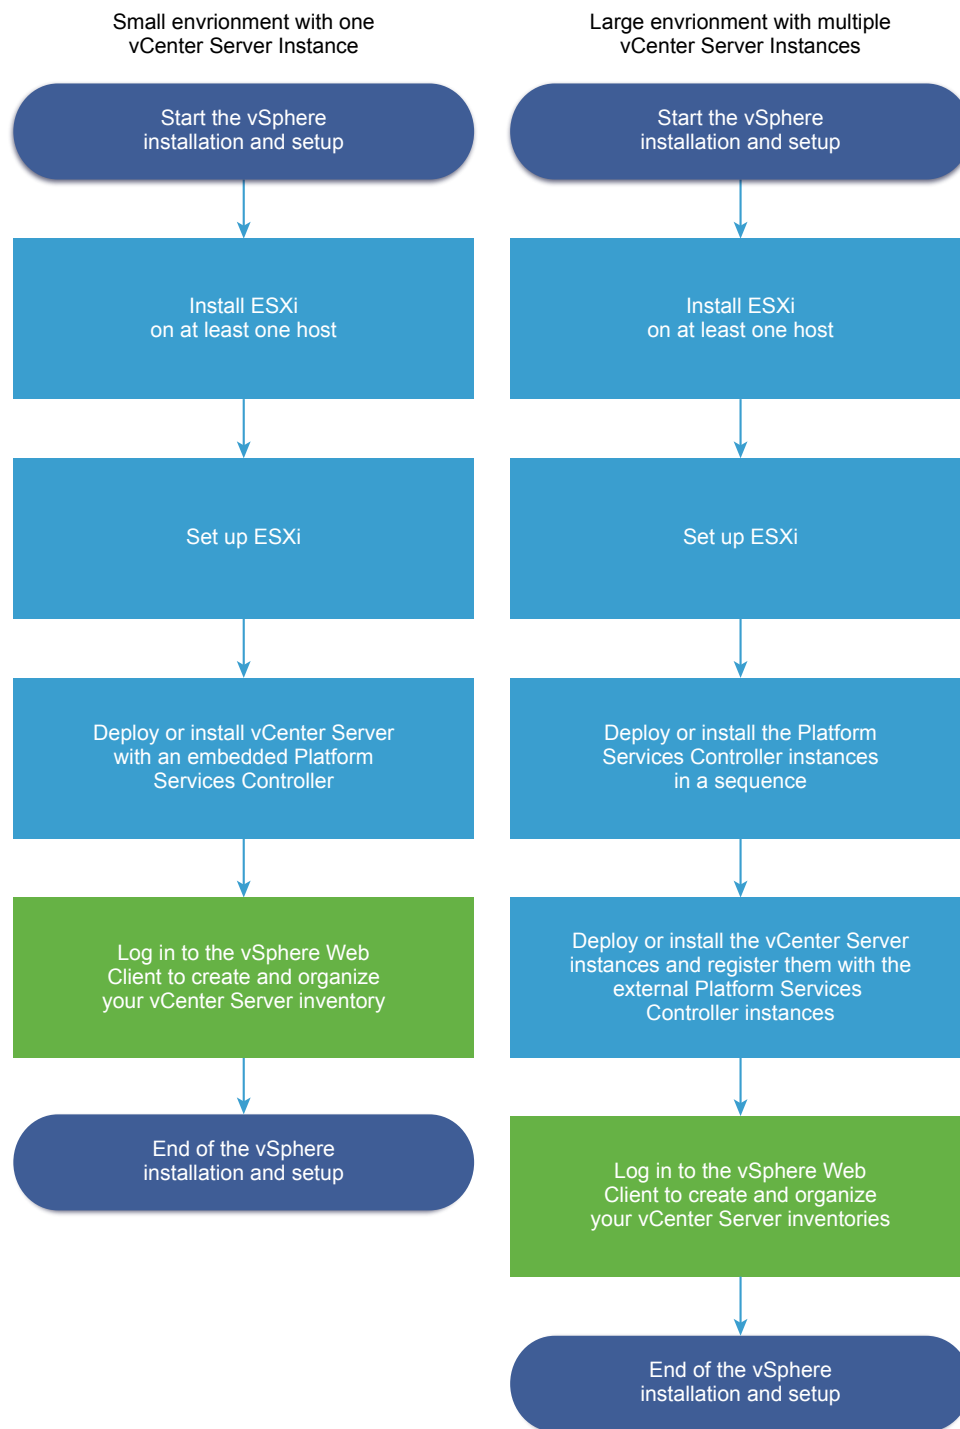 Small envrionment with one
vCenter Server Instance
Start the vSphere
installation and setup
Install ESXi
on at least one host
Set up ESXi
Deploy or install vCenter Server
with an embedded Platform
Services Controller
Log in to the vSphere Web
Client to create and organize
your vCenter Server inventory
End of the vSphere
installation and setup
Large envrionment with multiple
vCenter Server Instances
Start the vSphere
installation and setup
Install ESXi
on at least one host
Set up ESXi
Deploy or install the Platform
Services Controller instances
in a sequence
Deploy or install the vCenter Server
instances and register them with the
external Platform Services
Controller instances
Log in to the vSphere Web
Client to create and organize
your vCenter Server inventories
End of the vSphere
installation and setup